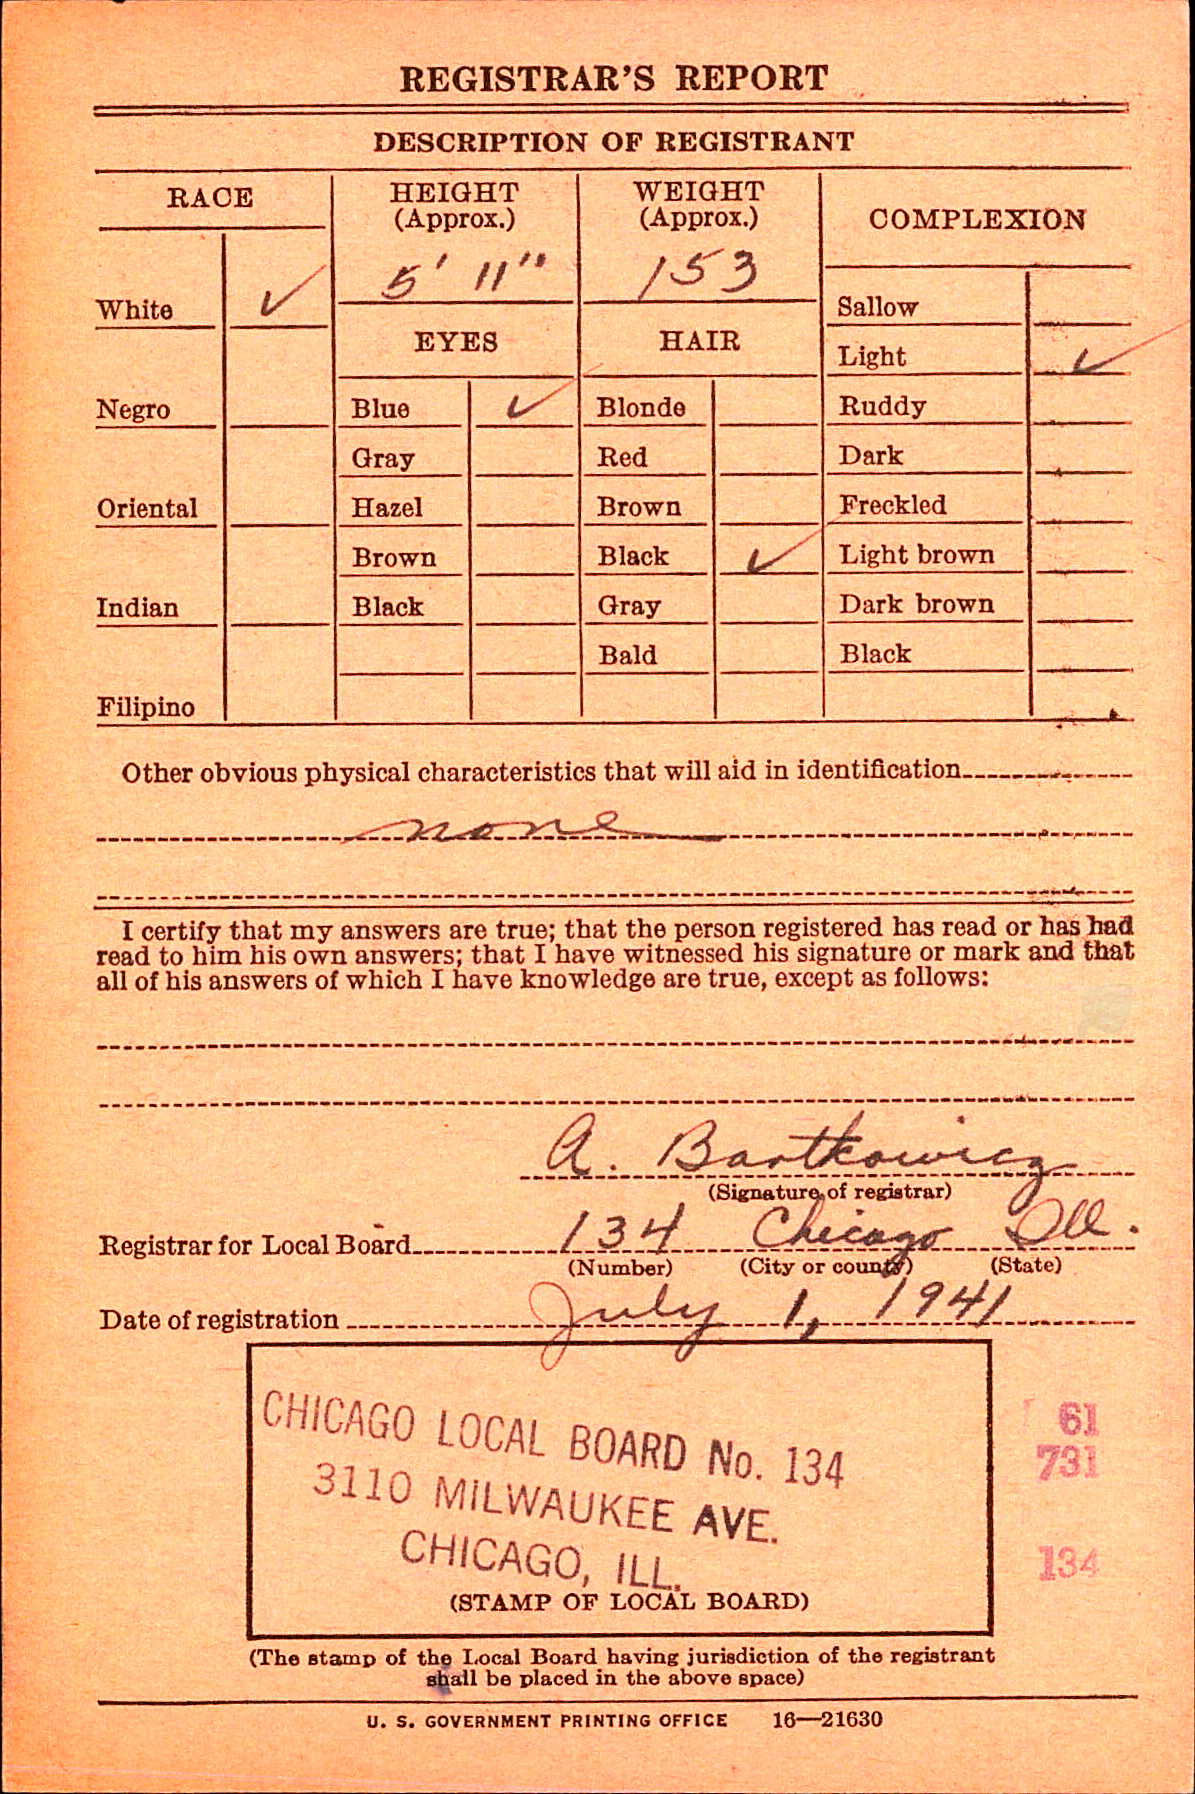 REGISTRAR'S REPORT
DESCRIPTION OF REGISTRANT
RACE
HEIGHT
(Approx.)
WEIGHT
(Approx.)
COMPLEXION
5' 11"
153
White ✓
Sallow
EYES
HAIR
Light ✓
Negro
Blue ✓
Blonde
Ruddy
Gray
Red
Dark
Oriental
Hazel
Brown
Freckled
Brown
Black ✓
Light brown
Indian
Black
Gray
Dark brown
Bald
Black
Filipino
Other obvious physical characteristics that will aid in identification
none
I certify that my answers are true; that the person registered has read or has had
read to him his own answers; that I have witnessed his signature or mark and that
all of his answers of which I have knowledge are true, except as follows:
A. Bartkowicz
(Signature of registrar)
Registrar for Local Board 134 Chicago Ill.
(Number) (City or county) (State)
Date of registration July 1, 1941
CHICAGO LOCAL BOARD No. 134
3110 MILWAUKEE AVE.
CHICAGO, ILL.
(STAMP OF LOCAL BOARD)
61
731
134
(The stamp of the Local Board having jurisdiction of the registrant
shall be placed in the above space)
U. S. GOVERNMENT PRINTING OFFICE 16—21630